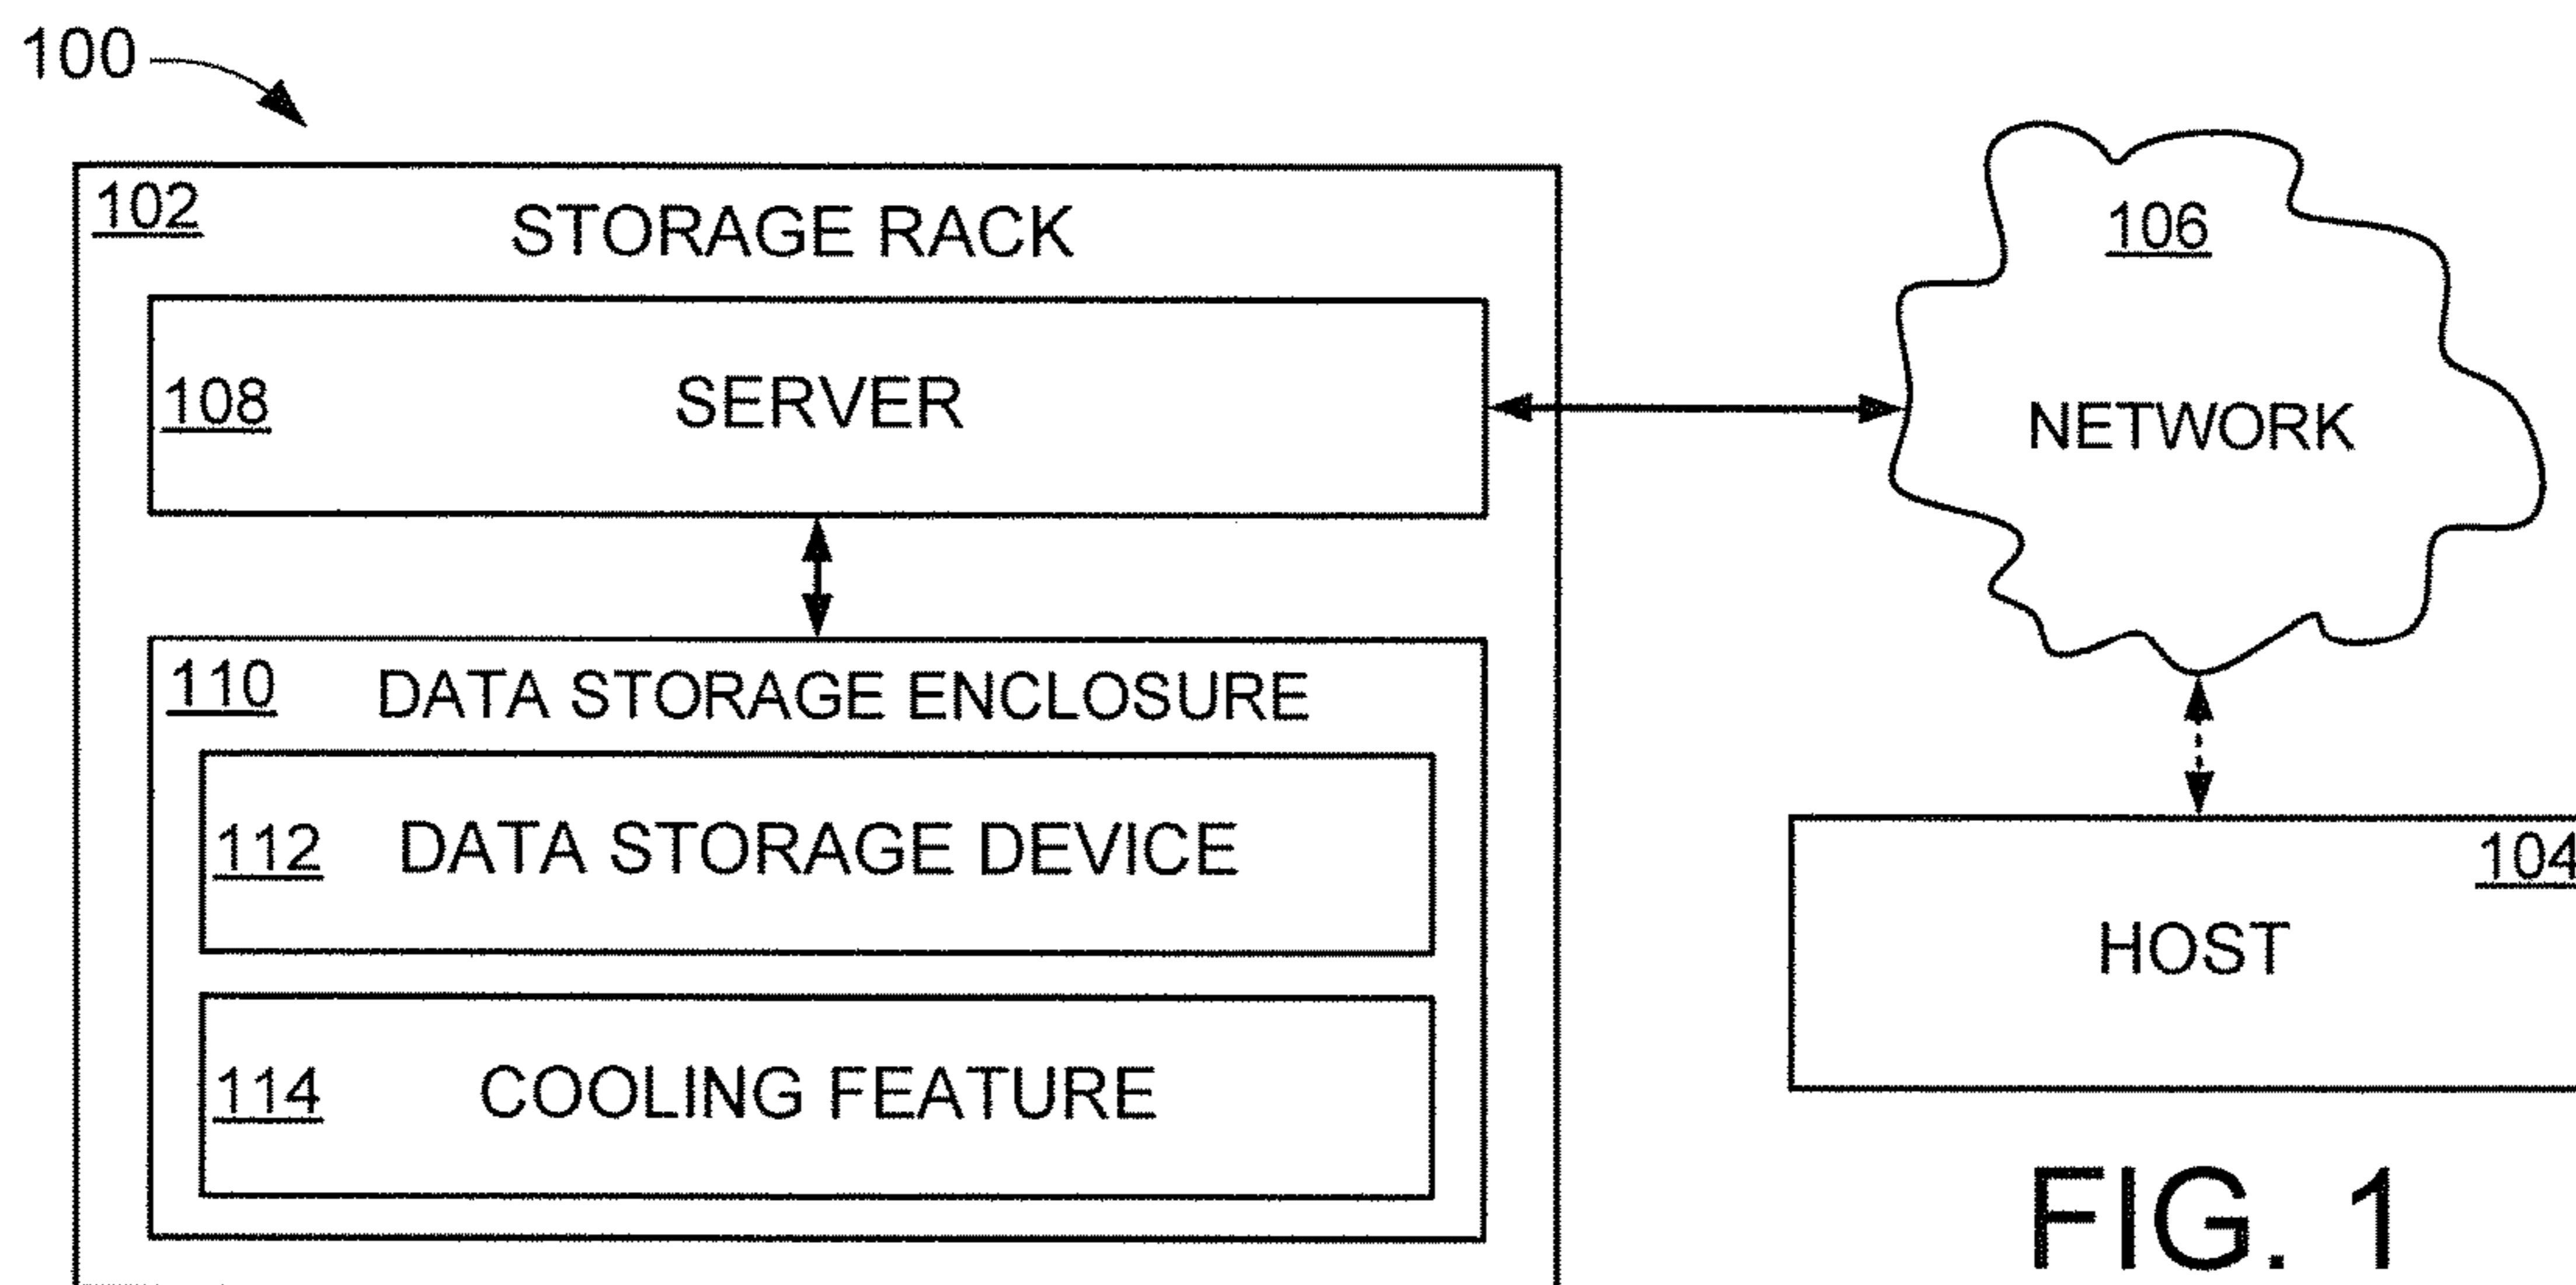 100
102 STORAGE RACK
106
108 SERVER
NETWORK
110 DATA STORAGE ENCLOSURE
112 DATA STORAGE DEVICE
104
HOST
114 COOLING FEATURE
FIG. 1